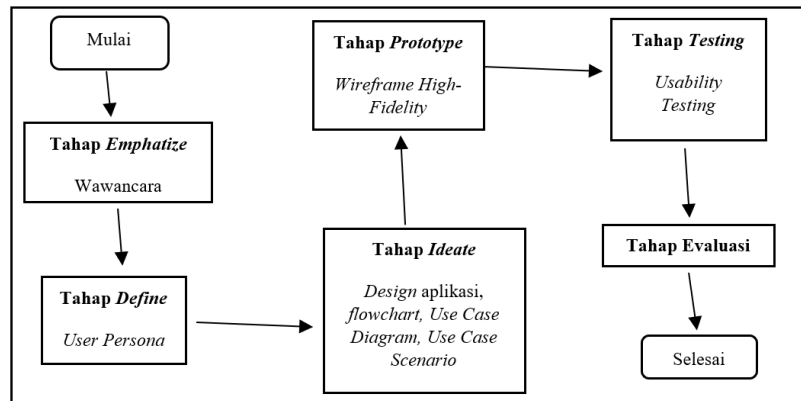 Mulai
Tahap Emphatize
Wawancara
Tahap Define
User Persona
Tahap Ideate
Design aplikasi,
flowchart, Use Case
Diagram, Use Case
Scenario
Tahap Prototype
Wireframe High-
Fidelity
Tahap Testing
Usability
Testing
Tahap Evaluasi
Selesai